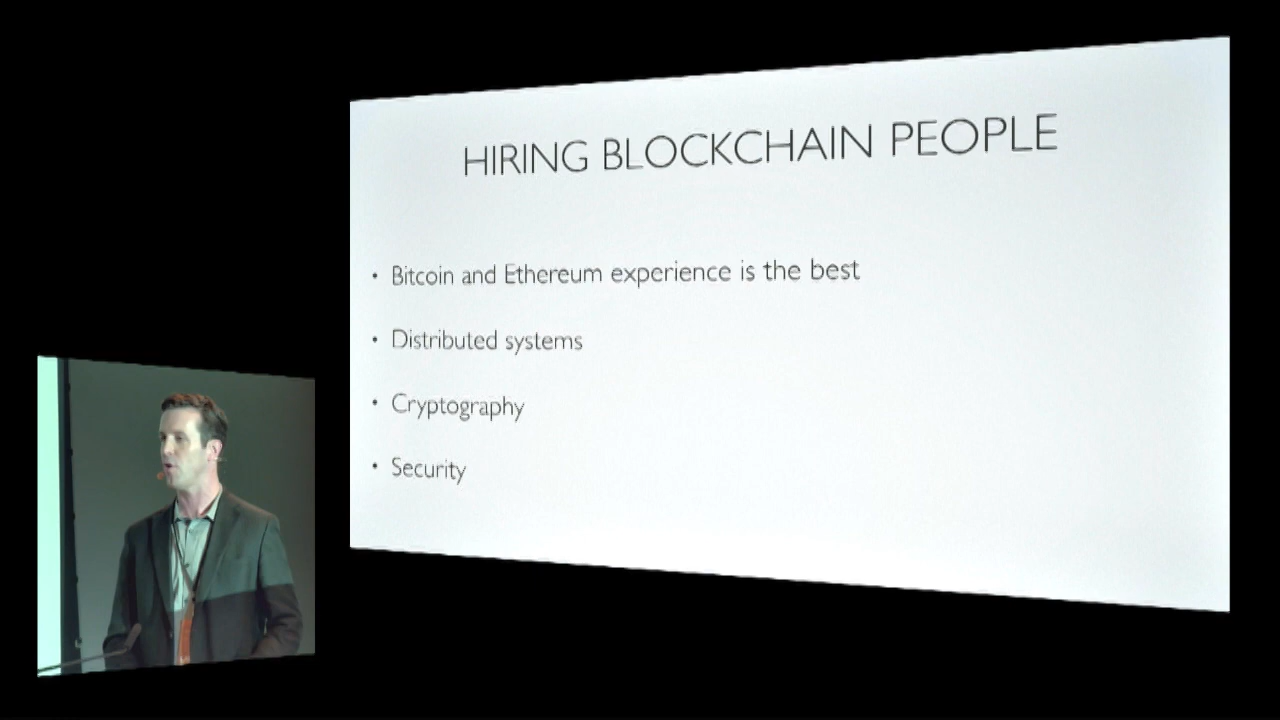 HIRING BLOCKCHAIN PEOPLE
• Bitcoin and Ethereum experience is the best
• Distributed systems
• Cryptography
• Security